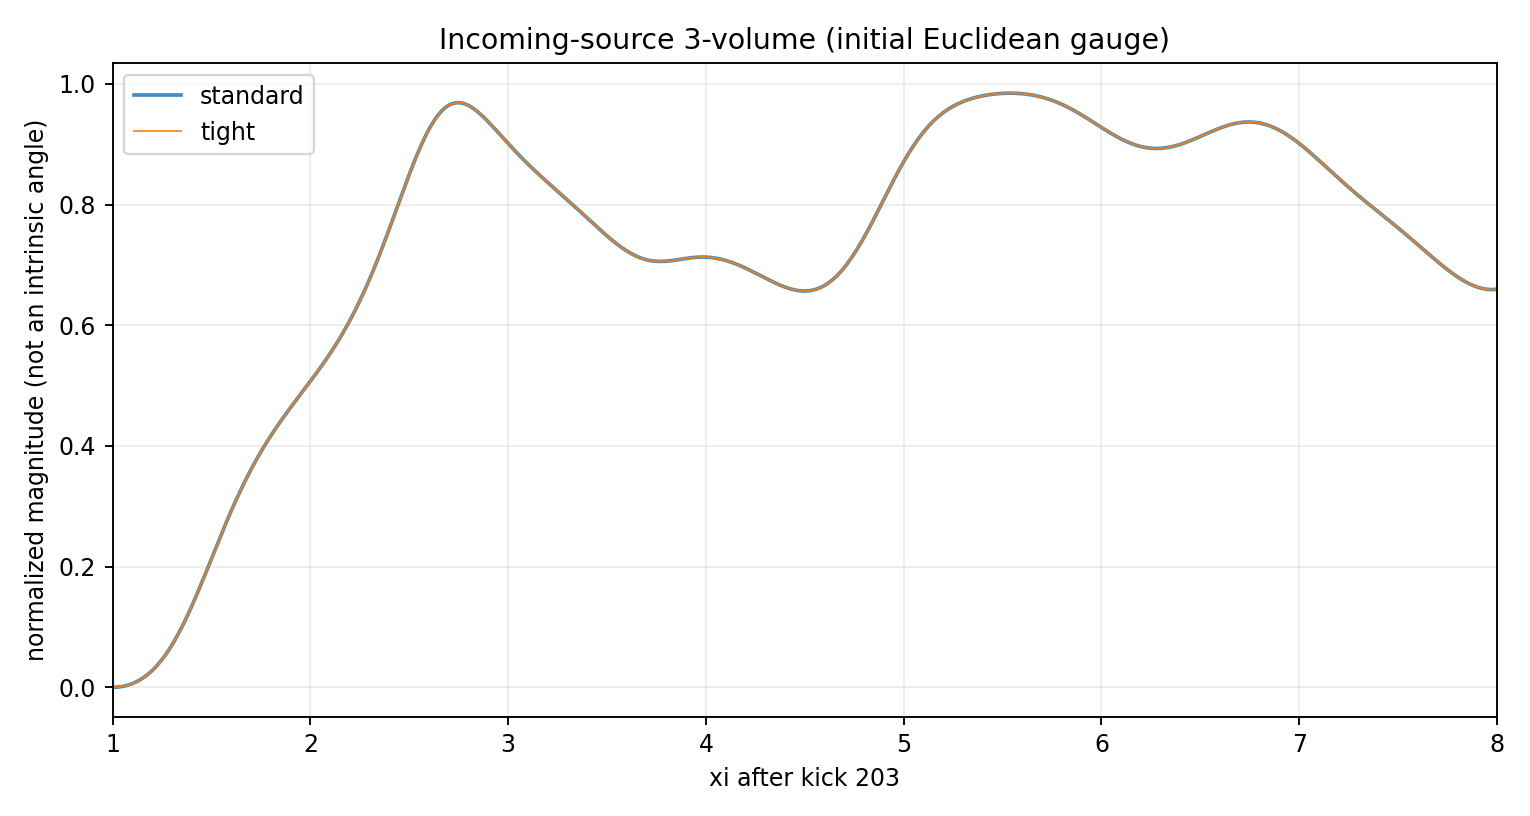 Incoming-source 3-volume (initial Euclidean gauge)
standard
tight
normalized magnitude (not an intrinsic angle)
1.0
0.8
0.6
0.4
0.2
0.0
1 2 3 4 5 6 7 8
xi after kick 203